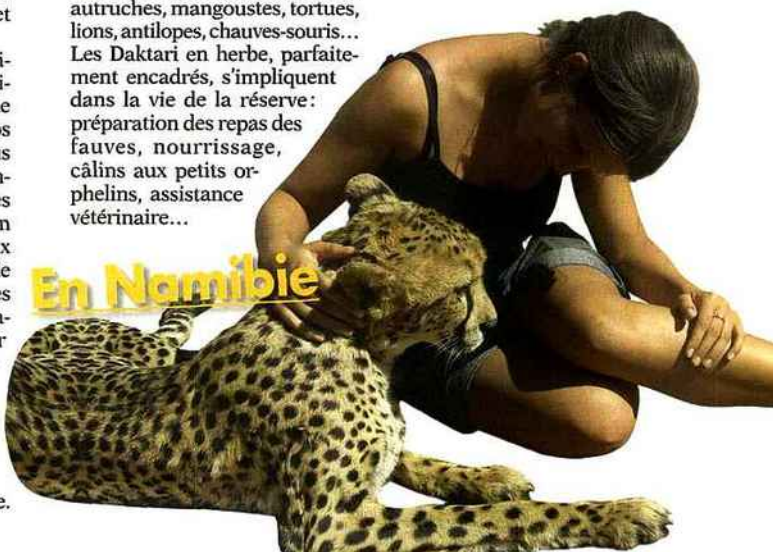 autruches, mangoustes, tortues,
lions, antilopes, chauves-souris…
Les Daktari en herbe, parfaite-
ment encadrés, s'impliquent
dans la vie de la réserve :
préparation des repas des
fauves, nourrissage,
câlins aux petits or-
phelins, assistance
vétérinaire…
En Namibie